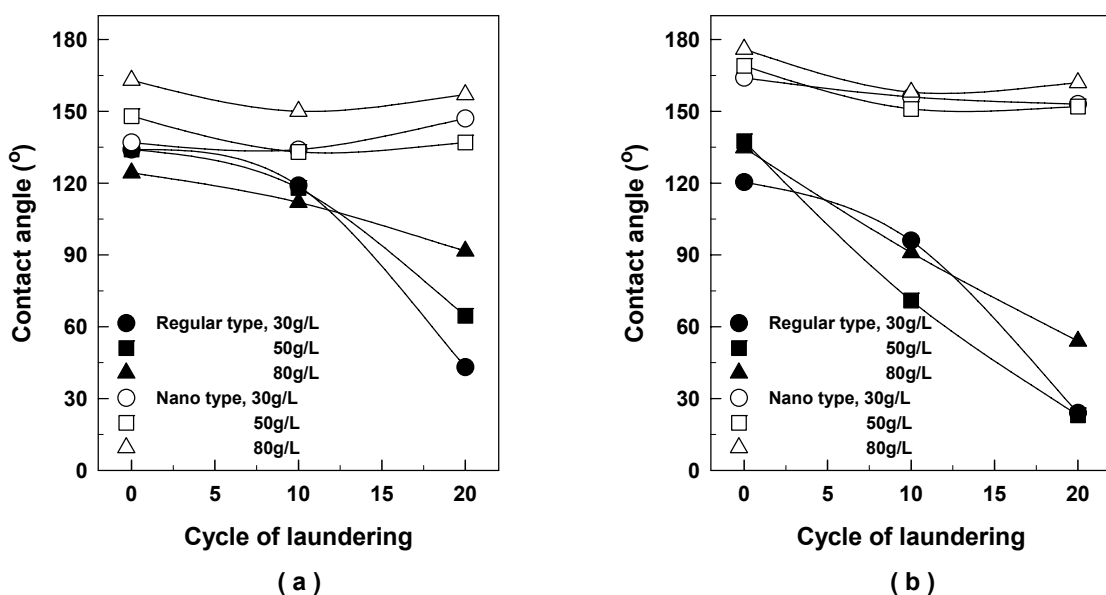 180
150
120
90
60
30
0
Contact angle (º)
Regular type, 30g/L
50g/L
80g/L
Nano type, 30g/L
50g/L
80g/L
0 5 10 15 20
Cycle of laundering
( a )
180
150
120
90
60
30
0
Contact angle (º)
Regular type, 30g/L
50g/L
80g/L
Nano type, 30g/L
50g/L
80g/L
0 5 10 15 20
Cycle of laundering
( b )